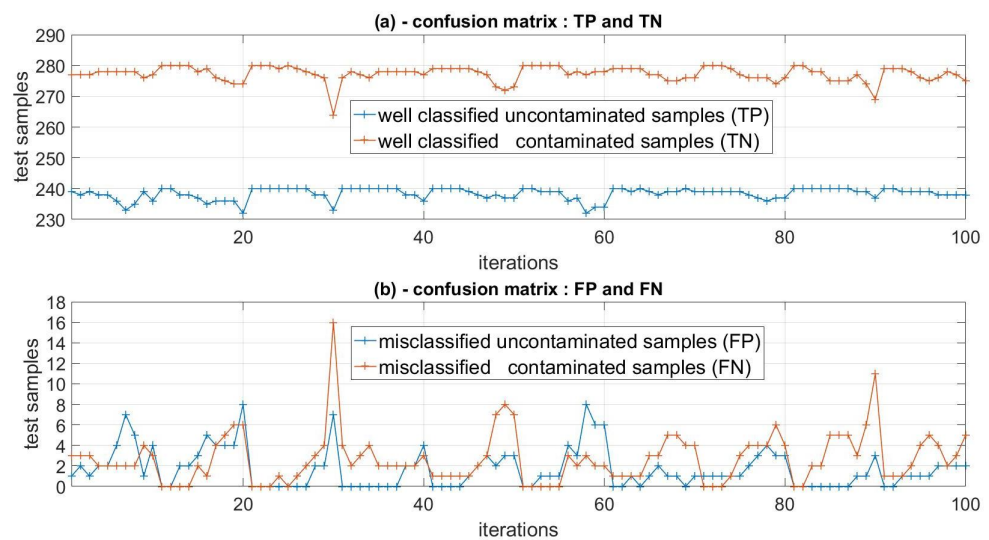 (a) - confusion matrix : TP and TN
290
280
270
260
250
240
230
test samples
well classified uncontaminated samples (TP)
well classified contaminated samples (TN)
20
40
60
80
100
iterations
(b) - confusion matrix : FP and FN
18
16
14
12
10
8
6
4
2
0
test samples
misclassified uncontaminated samples (FP)
misclassified contaminated samples (FN)
20
40
60
80
100
iterations